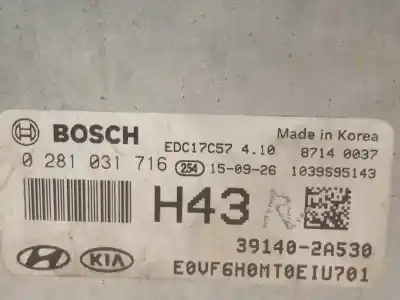 BOSCH
EDC17C57 4.10
Made in Korea
8714 0037
0 281 031 716
254
15-09-26
1039S95143
H43
39140-2A530
KIA
E0VF6H0MT0EIU701